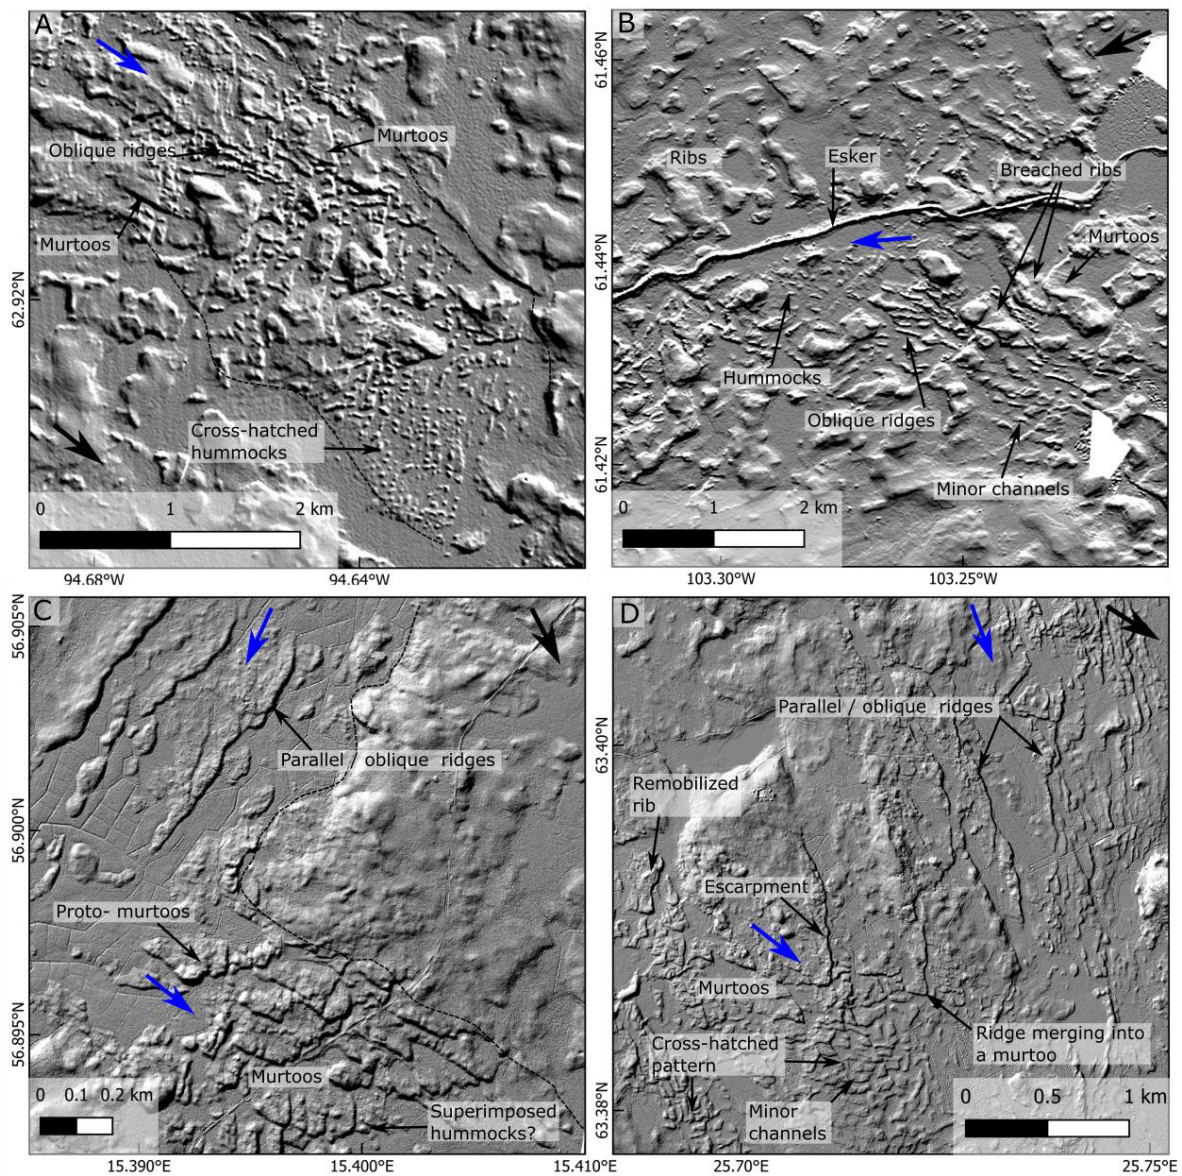 A
Murtoos
Oblique ridges
Murtoos
62.92°N
Cross-hatched
hummocks
0 1 2 km
94.68°W 94.64°W
B
61.46°N
Ribs
Esker
Breached ribs
Murtoos
61.44°N
Hummocks
Oblique ridges
61.42°N
Minor channels
0 1 2 km
103.30°W 103.25°W
C
56.905°N
Parallel / oblique ridges
56.900°N
Proto- murtoos
56.895°N
0 0.1 0.2 km
Murtoos
Superimposed
hummocks?
15.390°E 15.400°E 15.410°E
D
Parallel / oblique ridges
63.40°N
Remobilized
rib
Escarpment
Murtoos
Cross-hatched
pattern
Ridge merging into
a murtoo
Minor
channels
0 0.5 1 km
63.38°N
25.70°E 25.75°E